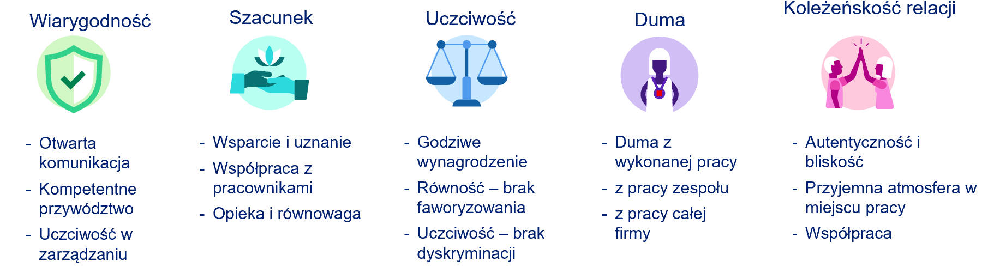 Wiarygodność
- Otwarta
komunikacja
- Kompetentne
przywództwo
- Uczciwość w
zarządzaniu
Szacunek
- Wsparcie i uznanie
- Współpraca z
pracownikami
- Opieka i równowaga
Uczciwość
- Godziwe
wynagrodzenie
- Równość – brak
faworyzowania
- Uczciwość – brak
dyskryminacji
Duma
- Duma z
wykonanej pracy
- z pracy zespołu
- z pracy całej
firmy
Koleżeńskość relacji
- Autentyczność i
bliskość
- Przyjemna atmosfera w
miejscu pracy
- Współpraca